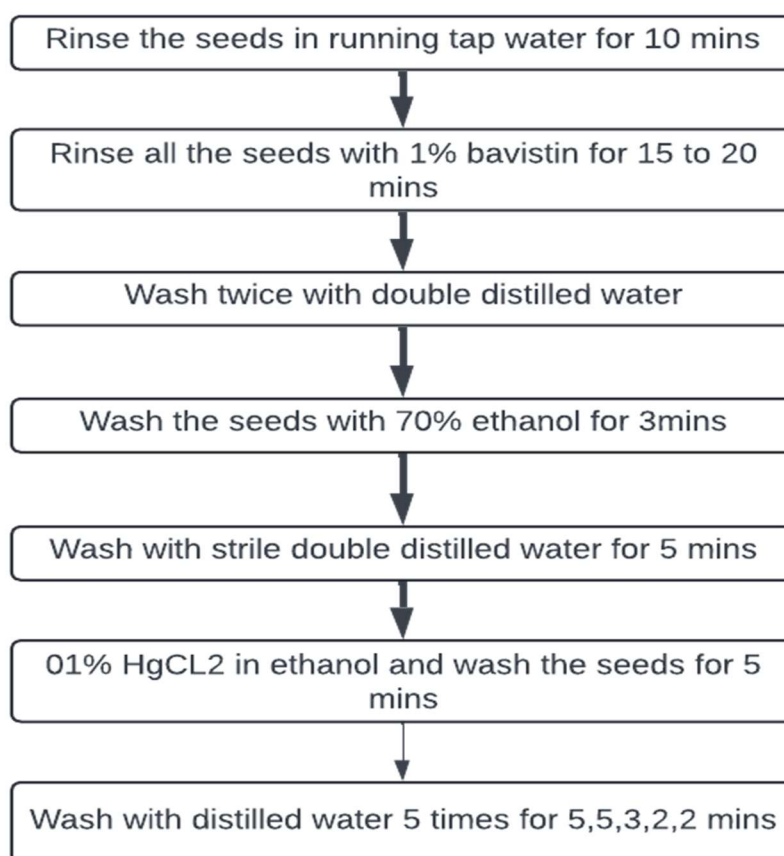 Rinse the seeds in running tap water for 10 mins
Rinse all the seeds with 1% bavistin for 15 to 20
mins
Wash twice with double distilled water
Wash the seeds with 70% ethanol for 3mins
Wash with strile double distilled water for 5 mins
01% HgCL2 in ethanol and wash the seeds for 5
mins
Wash with distilled water 5 times for 5,5,3,2,2 mins